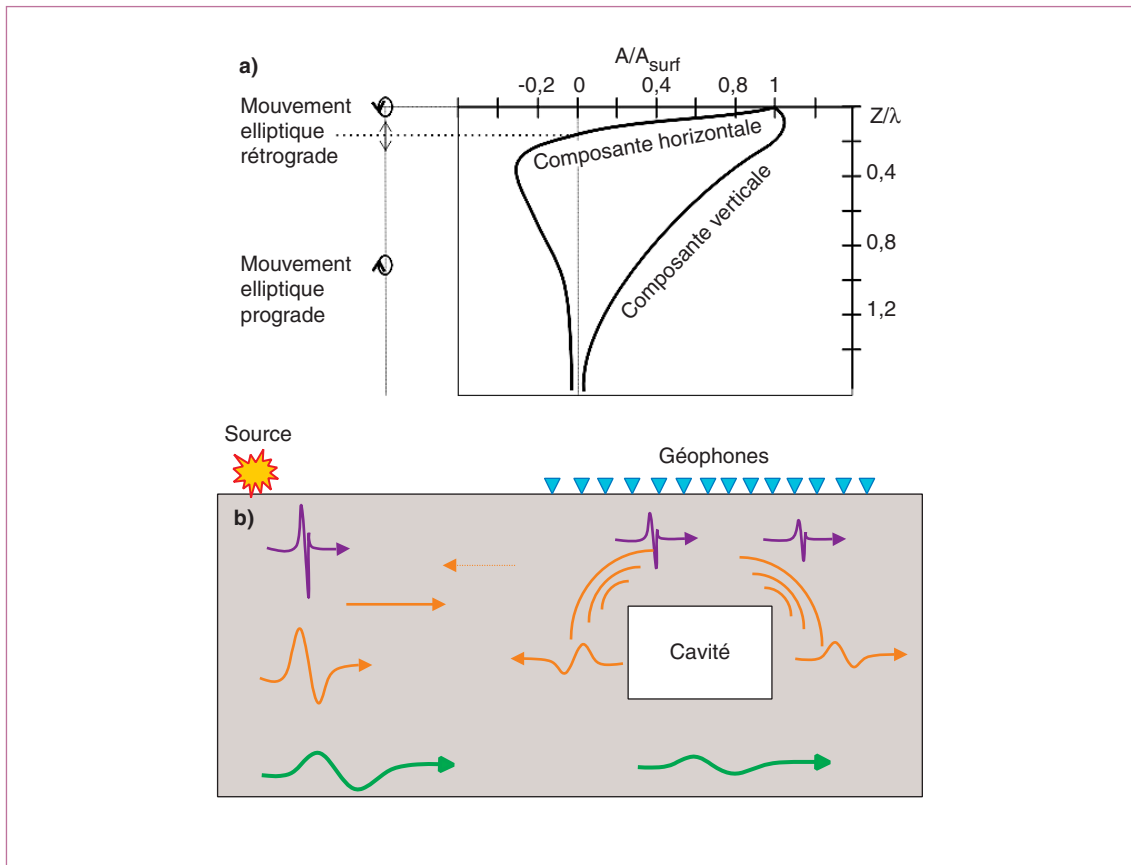 a)
A/Asurf
-0,2 0 0,4 0,8 1
Mouvement
elliptique
rétrograde
Z/λ
Composante horizontale
0,4
Composante verticale
0,8
Mouvement
elliptique
prograde
1,2
Source
Géophones
b)
Cavité